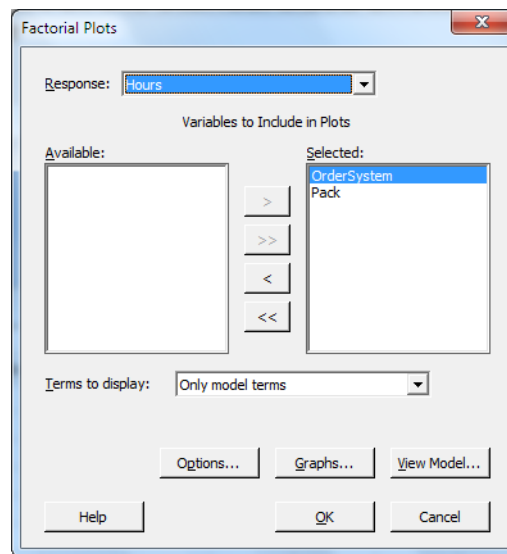 Factorial Plots
x
Response: Hours
Variables to Include in Plots
Available: Selected:
OrderSystem
Pack
>
>>
<
<<
Terms to display: Only model terms
Options... Graphs... View Model...
Help OK Cancel